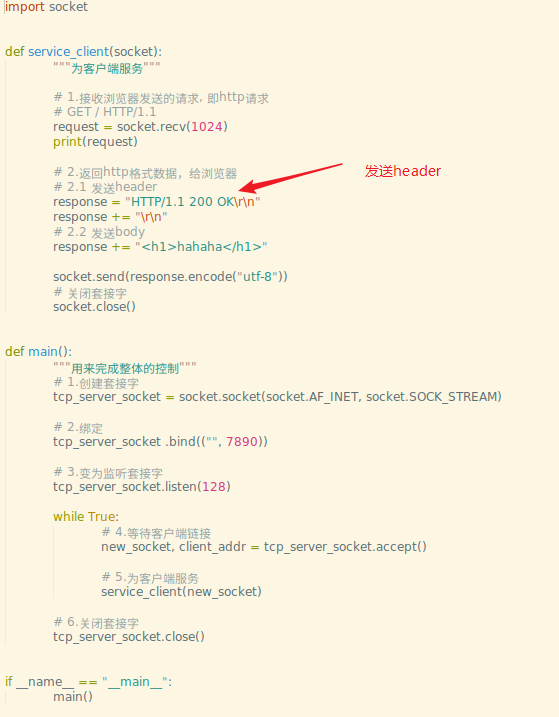 import socket
def service_client(socket):
"""为客户端服务"""
# 1.接收浏览器发送的请求, 即http请求
# GET / HTTP/1.1
request = socket.recv(1024)
print(request)
# 2.返回http格式数据，给浏览器
# 2.1 发送header
response = "HTTP/1.1 200 OK\r\n"
发送header
response += "\r\n"
# 2.2 发送body
response += "<h1>hahaha</h1>"
socket.send(response.encode("utf-8"))
# 关闭套接字
socket.close()
def main():
"""用来完成整体的控制"""
# 1.创建套接字
tcp_server_socket = socket.socket(socket.AF_INET, socket.SOCK_STREAM)
# 2.绑定
tcp_server_socket .bind(("", 7890))
# 3.变为监听套接字
tcp_server_socket.listen(128)
while True:
# 4.等待客户端链接
new_socket, client_addr = tcp_server_socket.accept()
# 5.为客户端服务
service_client(new_socket)
# 6.关闭套接字
tcp_server_socket.close()
if __name__ == "__main__":
main()